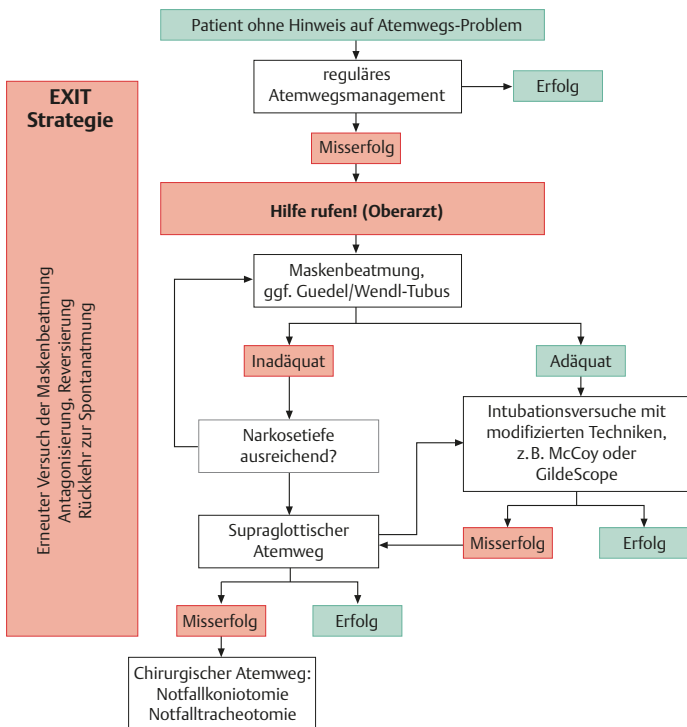 Patient ohne Hinweis auf Atemwegs-Problem
reguläres
Atemwegsmanagement
Erfolg
EXIT
Strategie
Misserfolg
Hilfe rufen! (Oberarzt)
Maskenbeatmung,
ggf. Guedel/Wendl-Tubus
Erneuter Versuch der Maskenbeatmung
Antagonisierung, Reversierung
Rückkehr zur Spontanatmung
Inadäquat
Adäquat
Narkosetiefe
ausreichend?
Intubationsversuche mit
modifizierten Techniken,
z.B. McCoy oder
GildeScope
Supraglottischer
Atemweg
Misserfolg
Erfolg
Misserfolg
Erfolg
Chirurgischer Atemweg:
Notfallkoniotomie
Notfalltracheotomie